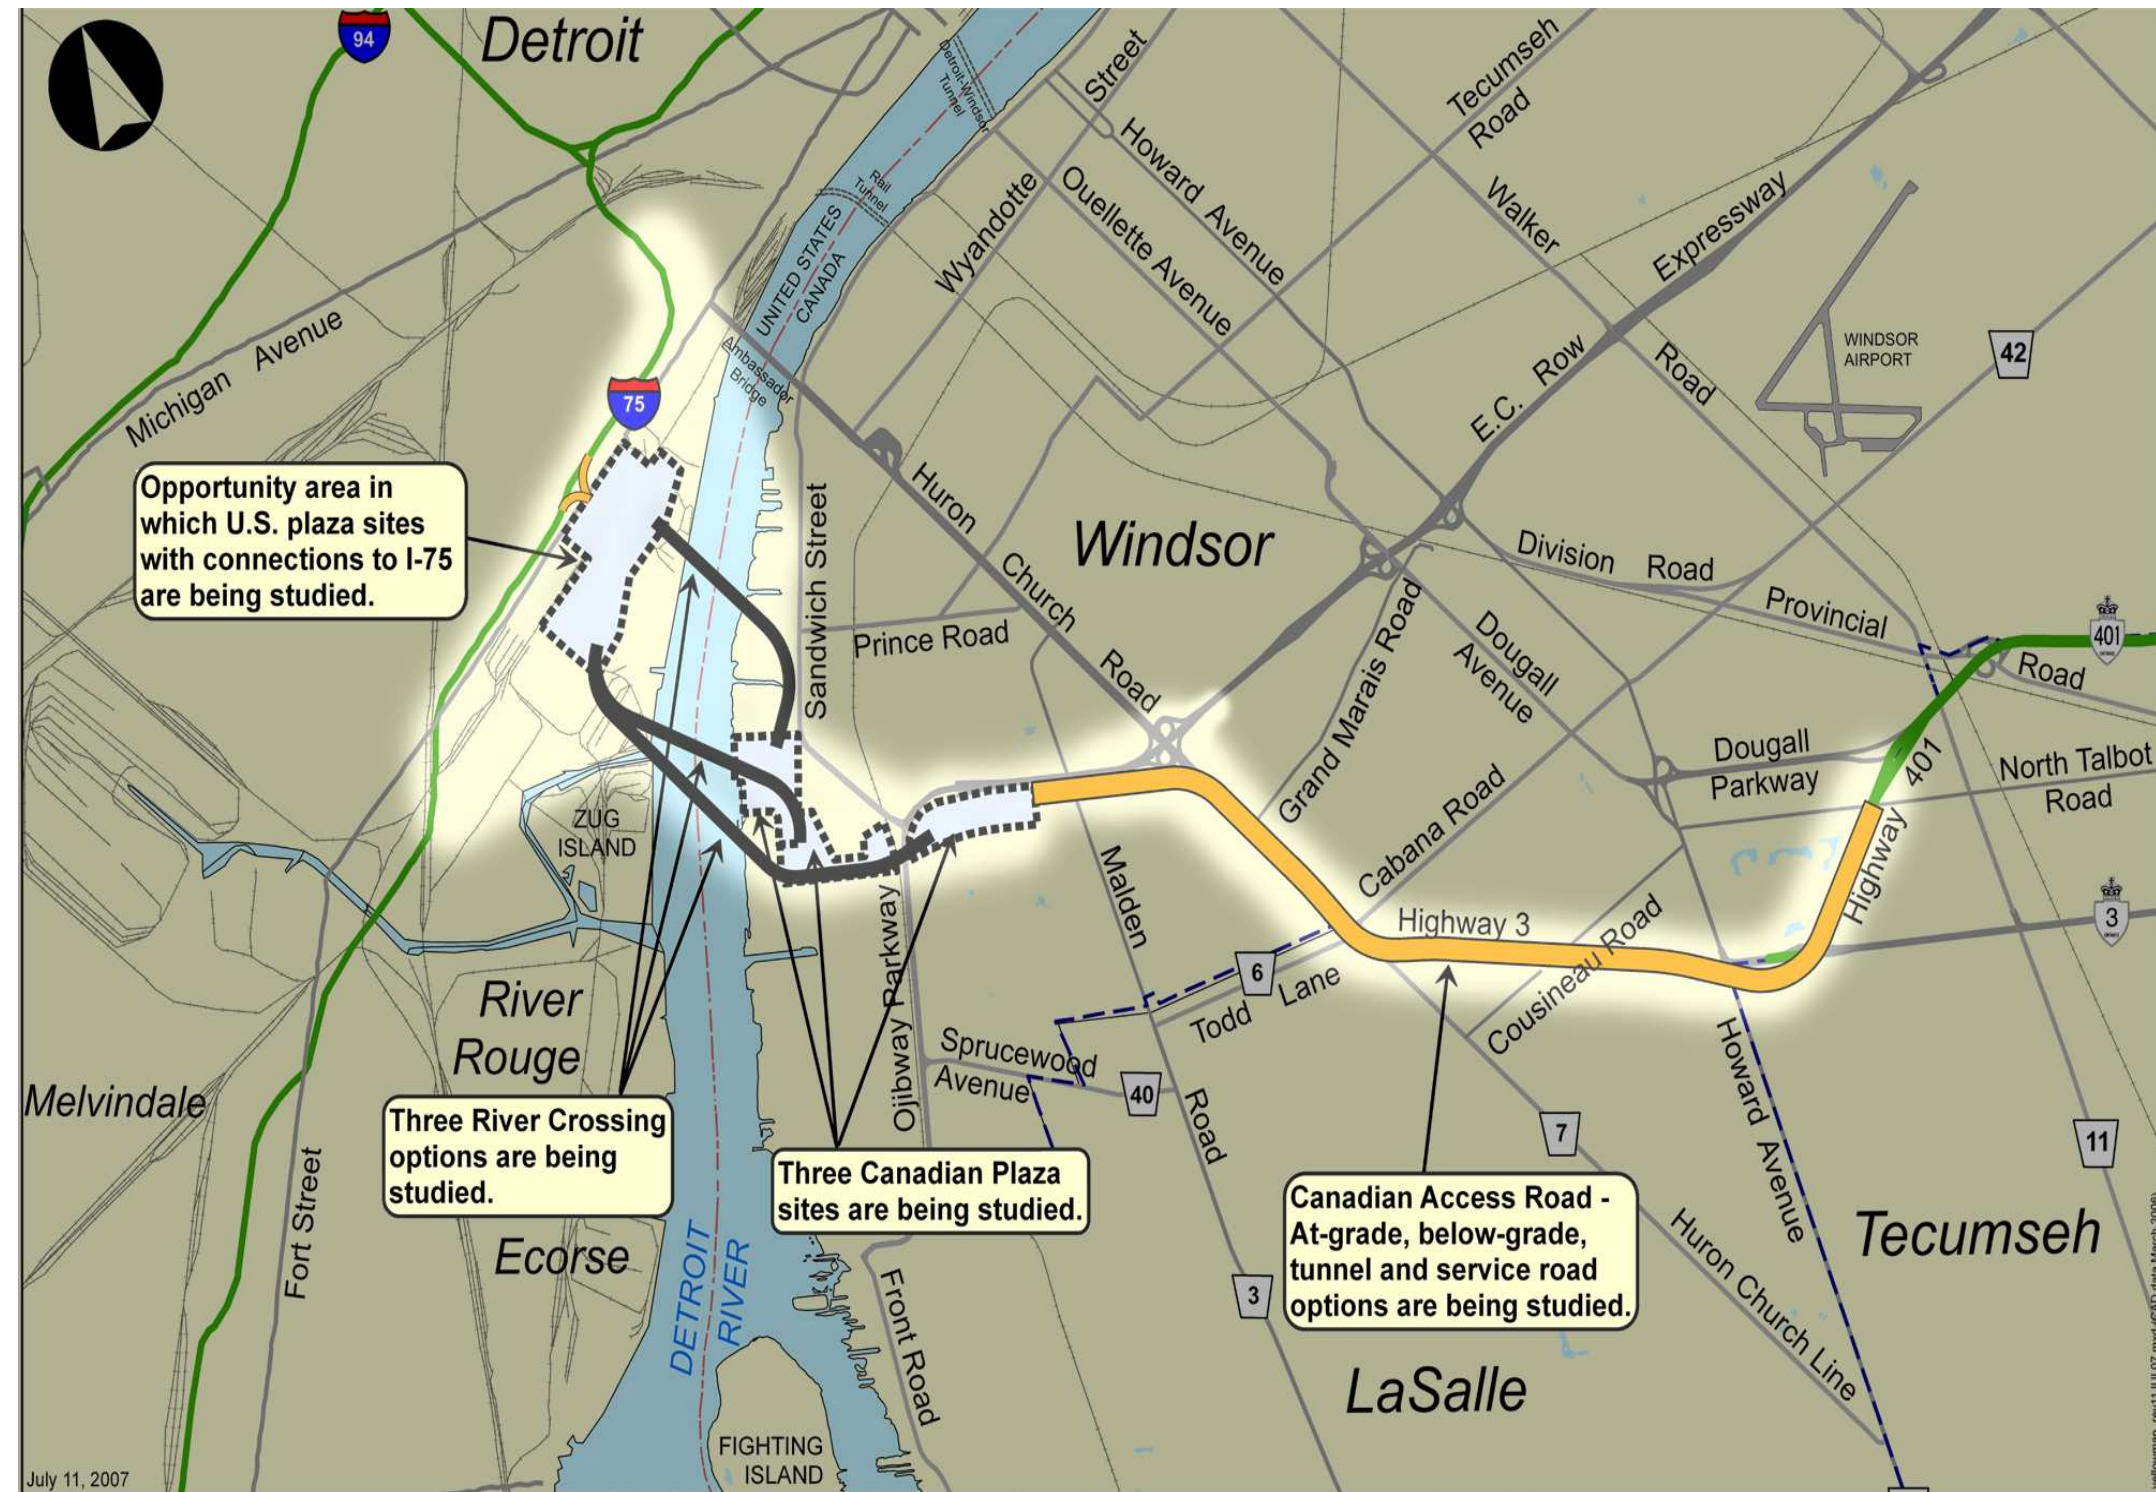 94
Detroit
Detroit-Windsor
Tunnel
Street
Tecumseh
Road
Howard Avenue
Rail
Tunnel
Wyandotte
Ouellette Avenue
Walker
Road
Expressway
UNITED STATES
CANADA
Ambassador
Bridge
Michigan Avenue
WINDSOR
AIRPORT
42
75
E.C. Row
Opportunity area in
which U.S. plaza sites
with connections to I-75
are being studied.
Sandwich Street
Huron
Church
Road
Windsor
Division Road
Provincial
Road
401
Prince Road
Grand Marais Road
Dougall
Avenue
Dougall
Parkway
401
Highway
North Talbot
Road
Cabana Road
ZUG
ISLAND
Malden
Road
Highway 3
Cousineau Road
3
6
Todd Lane
River
Rouge
Ojibway Parkway
Sprucewood
Avenue
40
Howard Avenue
Melvindale
7
11
Three River Crossing
options are being
studied.
Three Canadian Plaza
sites are being studied.
Canadian Access Road -
At-grade, below-grade,
tunnel and service road
options are being studied.
Fort Street
Ecorse
DETROIT
RIVER
Front Road
3
Huron Church Line
Tecumseh
LaSalle
FIGHTING
ISLAND
July 11, 2007